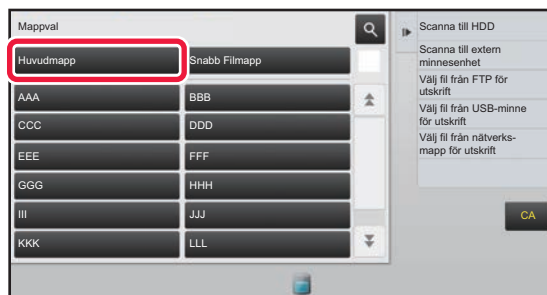 Mappval
Huvudmapp
Snabb Filmapp
AAA
BBB
CCC
DDD
EEE
FFF
GGG
HHH
III
JJJ
KKK
LLL
Scanna till HDD
Scanna till extern
minnesenhet
Välj fil från FTP för
utskrift
Välj fil från USB-minne
för utskrift
Välj fil från nätverks-
mapp för utskrift
CA